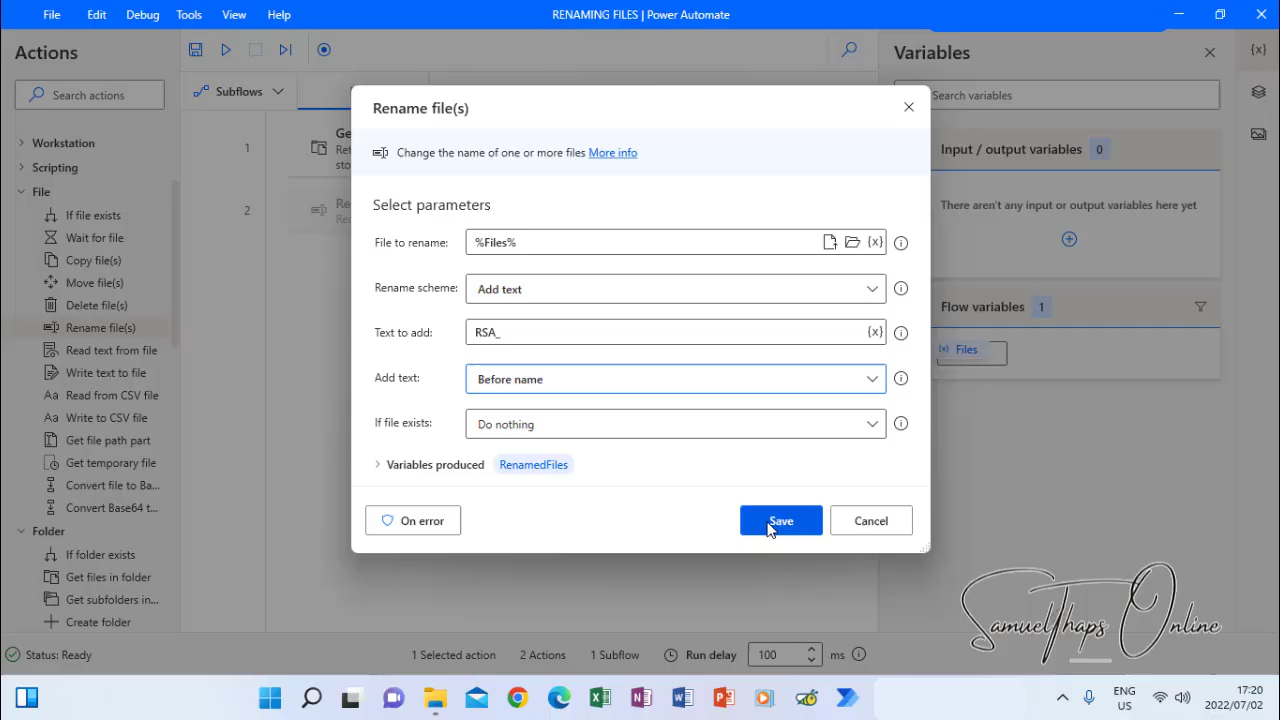 File Edit Debug Tools View Help RENAMING FILES | Power Automate
Actions
Search actions
Workstation
Scripting
File
If file exists
Wait for file
Copy file(s)
Move file(s)
Delete file(s)
Rename file(s)
Read text from file
Write text to file
Read from CSV file
Write to CSV file
Get file path part
Get temporary file
Convert file to Ba...
Convert Base64 t...
Folder
If folder exists
Get files in folder
Get subfolders in...
Create folder
Subflows
1
Ge
Ret
sto
2
Re
Re
Rename file(s)
Change the name of one or more files More info
Select parameters
File to rename: %Files% {x}
Rename scheme: Add text
Text to add: RSA_ {x}
Add text: Before name
If file exists: Do nothing
Variables produced RenamedFiles
On error Save Cancel
Variables
{x}
Search variables
Input / output variables 0
There aren't any input or output variables here yet
Flow variables 1
(x) Files
SamuelThaps Online
Status: Ready 1 Selected action 2 Actions 1 Subflow Run delay 100 ms
ENG
US
17:20
2022/07/02